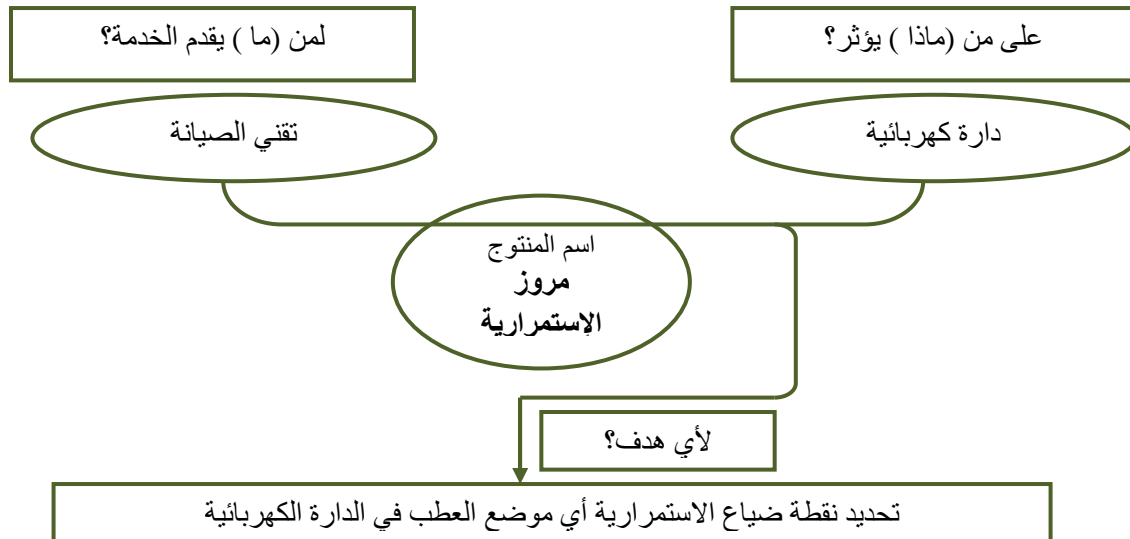 على من (ماذا ) يؤثر؟
لمن (ما ) يقدم الخدمة؟
دارة كهربائية
تقني الصيانة
اسم المنتوج
مروز
الإستمرارية
لأي هدف؟
تحديد نقطة ضياع الاستمرارية أي موضع العطب في الدارة الكهربائية